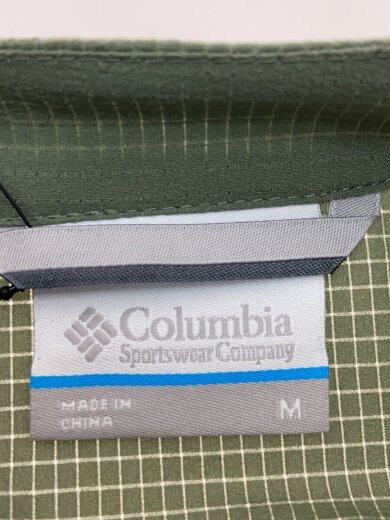 Columbia
Sportswear Company
MADE IN
CHINA
M